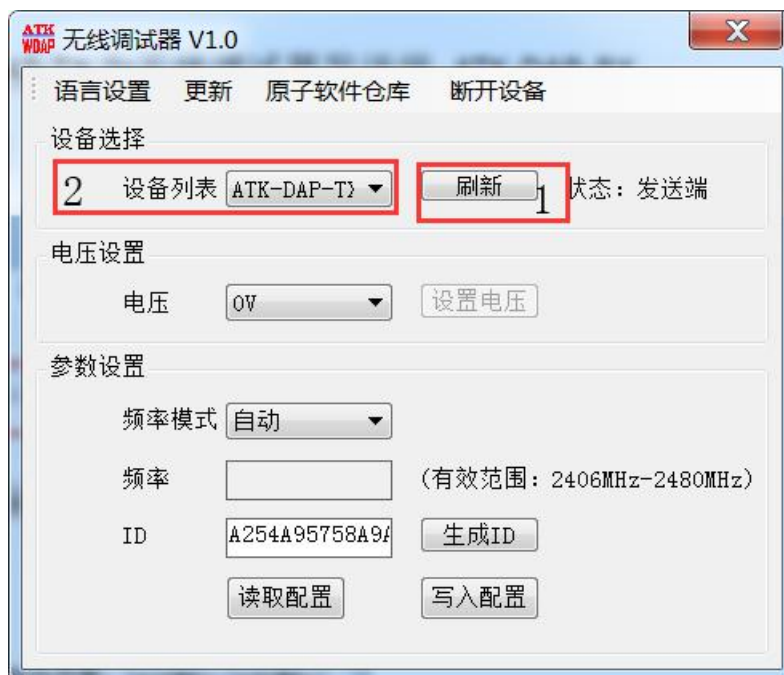 ATK
WDAP 无线调试器 V1.0
X
语言设置 更新 原子软件仓库 断开设备
设备选择
2 设备列表 ATK-DAP-TX 刷新 1 状态：发送端
电压设置
电压 0V 设置电压
参数设置
频率模式 自动
频率 (有效范围：2406MHz-2480MHz)
ID A254A95758A9A 生成ID
读取配置 写入配置